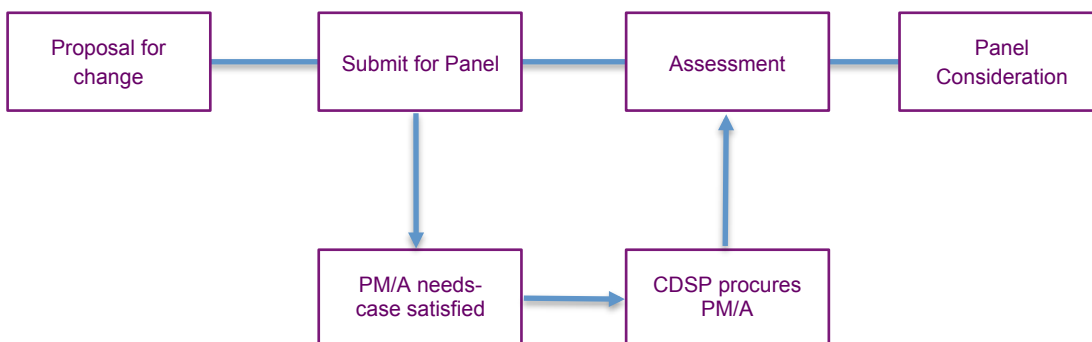 Proposal for
change
Submit for Panel
Assessment
Panel
Consideration
PM/A needs-
case satisfied
CDSP procures
PM/A